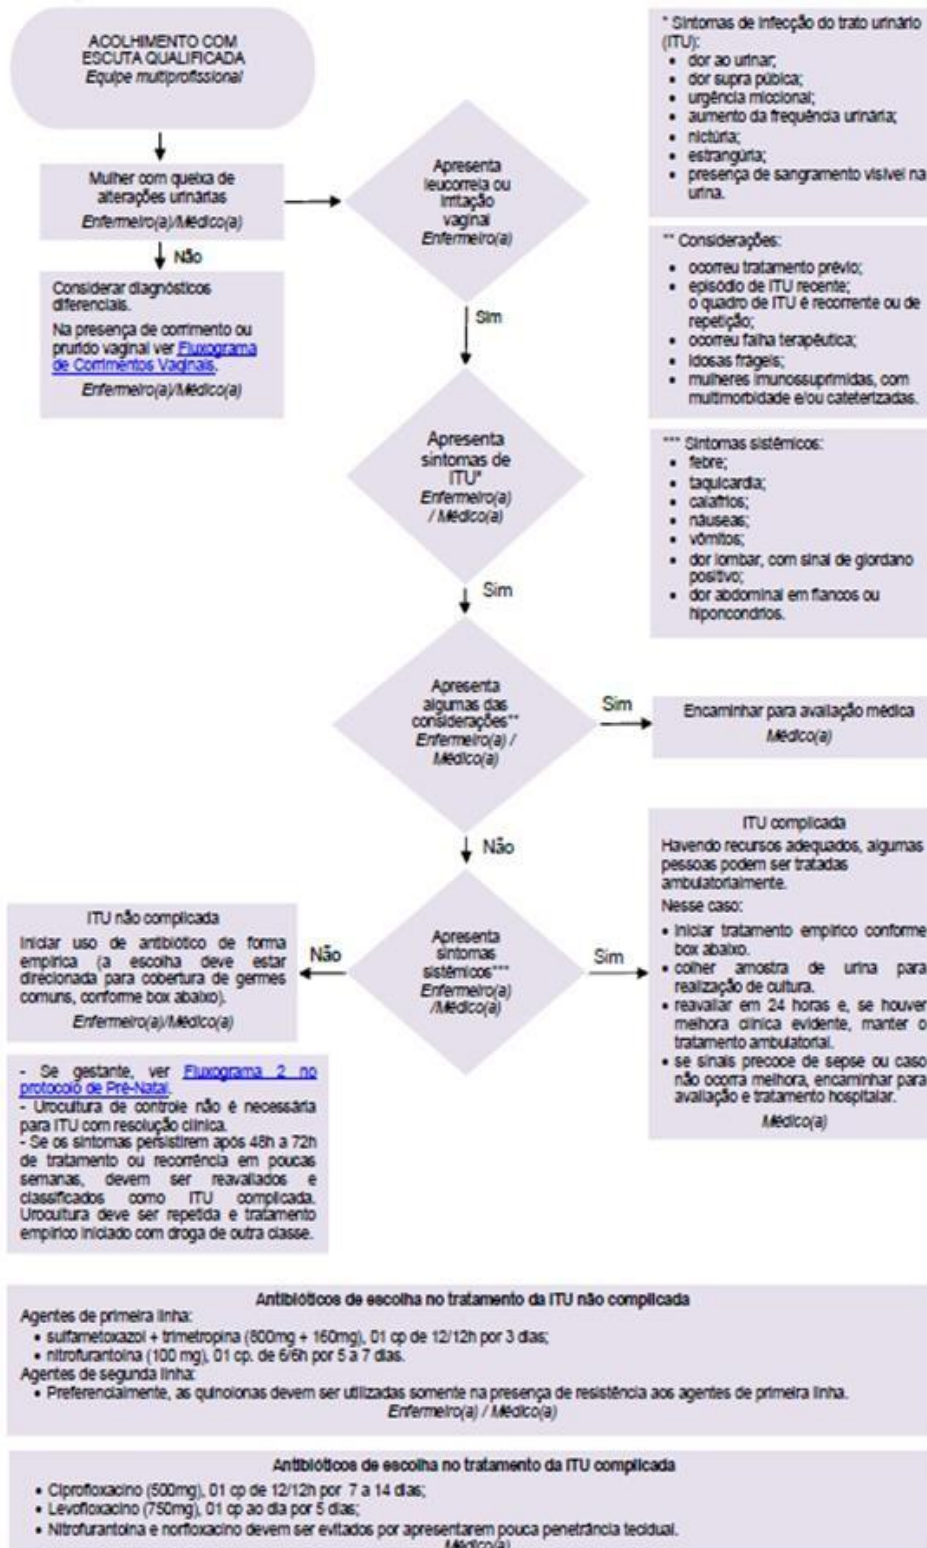 ACOLHIMENTO COM
ESCUTA QUALIFICADA
Equipe multiprofissional
Mulher com queixa de
alterações urinárias
Enfermeiro(a)/Médico(a)
Não
Considerar diagnósticos
diferenciais.
Na presença de corrimento ou
prurido vaginal ver Fluxograma
de Corrimentos Vaginais.
Enfermeiro(a)/Médico(a)
Apresenta
leucorreia ou
irritação
vaginal
Enfermeiro(a)
Sim
Apresenta
sintomas de
ITU*
Enfermeiro(a)
/ Médico(a)
Sim
Apresenta
algumas das
considerações**
Enfermeiro(a) /
Médico(a)
Sim
Encaminhar para avaliação médica
Médico(a)
Não
Apresenta
sintomas
sistêmicos***
Enfermeiro(a)
/Médico(a)
Não
Sim
* Sintomas de infecção do trato urinário
(ITU):
• dor ao urinar;
• dor supra púbica;
• urgência miccional;
• aumento da frequência urinária;
• nictúria;
• estrangúria;
• presença de sangramento visível na
urina.
** Considerações:
• ocorreu tratamento prévio;
• episódio de ITU recente;
o quadro de ITU é recorrente ou de
repetição;
• ocorreu falha terapêutica;
• idosas frágeis;
• mulheres imunossuprimidas, com
multimorbidade e/ou cateterizadas.
*** Sintomas sistêmicos:
• febre;
• taquicardia;
• calafrios;
• náuseas;
• vômitos;
• dor lombar, com sinal de giordano
positivo;
• dor abdominal em flancos ou
hiponcondrios.
ITU complicada
Havendo recursos adequados, algumas
pessoas podem ser tratadas
ambulatorialmente.
Nesse caso:
• iniciar tratamento empírico conforme
box abaixo.
• colher amostra de urina para
realização de cultura.
• reavaliar em 24 horas e, se houver
melhora clínica evidente, manter o
tratamento ambulatorial.
• se sinais precoce de sepse ou caso
não ocorra melhora, encaminhar para
avaliação e tratamento hospitalar.
Médico(a)
ITU não complicada
Iniciar uso de antibiótico de forma
empírica (a escolha deve estar
direcionada para cobertura de germes
comuns, conforme box abaixo).
Enfermeiro(a)/Médico(a)
- Se gestante, ver Fluxograma 2 no
protocolo de Pré-Natal.
- Urocultura de controle não é necessária
para ITU com resolução clínica.
- Se os sintomas persistirem após 48h a 72h
de tratamento ou recorrência em poucas
semanas, devem ser reavaliados e
classificados como ITU complicada.
Urocultura deve ser repetida e tratamento
empírico iniciado com droga de outra classe.
Antibióticos de escolha no tratamento da ITU não complicada
Agentes de primeira linha:
• sulfametoxazol + trimetropina (800mg + 160mg), 01 cp de 12/12h por 3 dias;
• nitrofurantoína (100 mg), 01 cp. de 6/6h por 5 a 7 dias.
Agentes de segunda linha:
• Preferencialmente, as quinolonas devem ser utilizadas somente na presença de resistência aos agentes de primeira linha.
Enfermeiro(a) / Médico(a)
Antibióticos de escolha no tratamento da ITU complicada
• Ciprofloxacino (500mg), 01 cp de 12/12h por 7 a 14 dias;
• Levofloxacino (750mg), 01 cp ao dia por 5 dias;
• Nitrofurantoína e norfloxacino devem ser evitados por apresentarem pouca penetrância tecidual.
Médico(a)